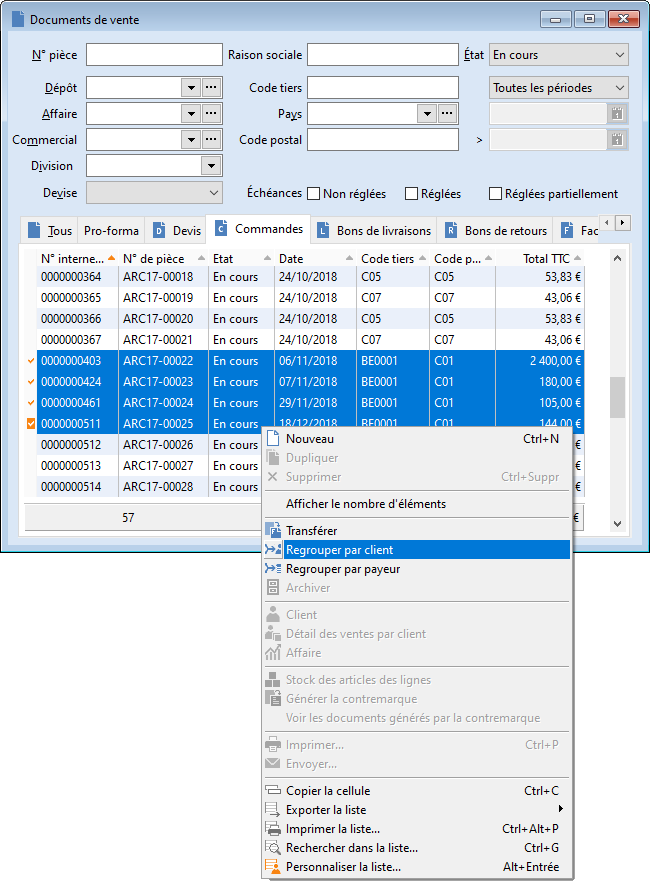 Documents de vente
N° pièce Raison sociale État En cours
Dépôt ... Code tiers Toutes les périodes
Affaire ... Pays ...
Commercial ... Code postal >
Division
Devise Échéances Non réglées Réglées Réglées partiellement
Tous Pro-forma D Devis C Commandes L Bons de livraisons R Bons de retours F Fac
N° interne... N° de pièce Etat Date Code tiers Code p... Total TTC
0000000364 ARC17-00018 En cours 24/10/2018 C05 C05 53,83 €
0000000365 ARC17-00019 En cours 24/10/2018 C07 C07 43,06 €
0000000366 ARC17-00020 En cours 24/10/2018 C05 C05 53,83 €
0000000367 ARC17-00021 En cours 24/10/2018 C07 C07 43,06 €
0000000403 ARC17-00022 En cours 06/11/2018 BE0001 C01 2 400,00 €
0000000424 ARC17-00023 En cours 07/11/2018 BE0001 C01 180,00 €
0000000461 ARC17-00024 En cours 29/11/2018 BE0001 C01 105,00 €
0000000511 ARC17-00025 En cours 18/12/2018 BE0001 C01 144,00 €
0000000512 ARC17-00026 En cours
0000000513 ARC17-00027 En cours
0000000514 ARC17-00028 En cours
57 €
Nouveau Ctrl+N
Dupliquer
Supprimer Ctrl+Suppr
Afficher le nombre d'éléments
Transférer
Regrouper par client
Regrouper par payeur
Archiver
Client
Détail des ventes par client
Affaire
Stock des articles des lignes
Générer la contremarque
Voir les documents générés par la contremarque
Imprimer... Ctrl+P
Envoyer...
Copier la cellule Ctrl+C
Exporter la liste
Imprimer la liste... Ctrl+Alt+P
Rechercher dans la liste... Ctrl+G
Personnaliser la liste... Alt+Entrée